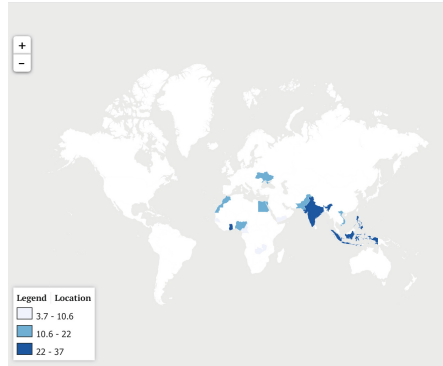 +
−
Legend Location
3.7 - 10.6
10.6 - 22
22 - 37